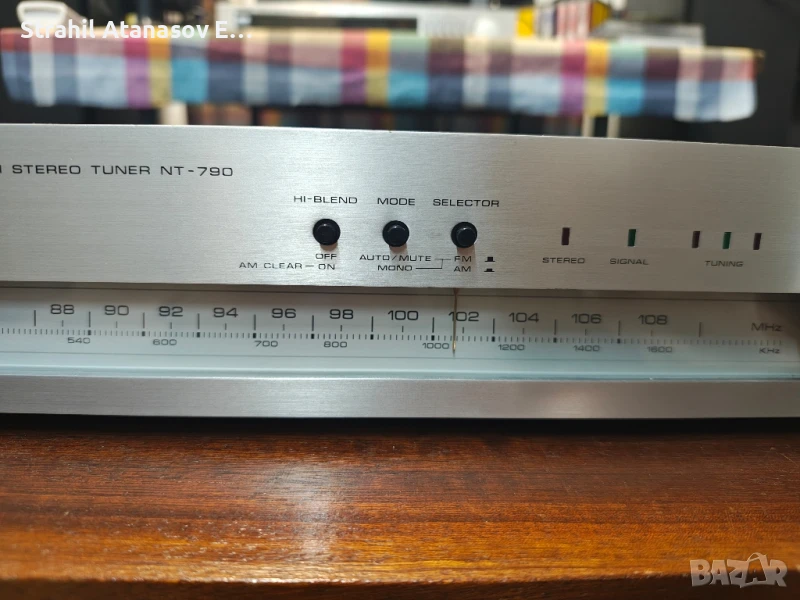 Strahil Atanasov E..
STEREO TUNER NT-790
HI-BLEND MODE SELECTOR
OFF AUTO/MUTE FM
AM CLEAR ON MONO AM
STEREO SIGNAL TUNING
88 90 92 94 96 98 100 102 104 106 108 MHz
540 600 700 800 1000 1200 1400 1600 KHz
BAZAR